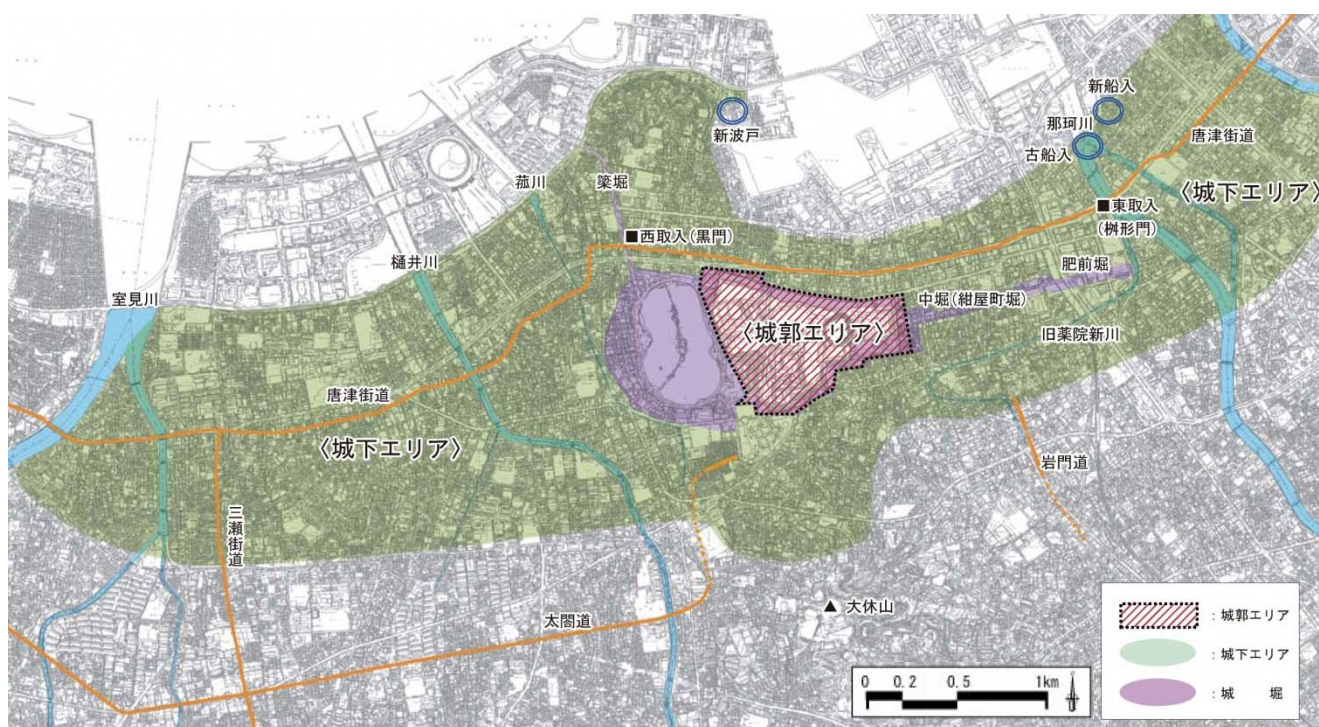 新船入
新波戸
那珂川
唐津街道
古船入
菰川
簗堀
〈城下エリア〉
■東取入
(桝形門)
■西取入(黒門)
樋井川
肥前堀
室見川
中堀(紺屋町堀)
〈城郭エリア〉
旧薬院新川
唐津街道
〈城下エリア〉
岩門道
三瀬街道
太閤道
▲ 大休山
：城郭エリア
：城下エリア
：城　堀
0 0.2 0.5 1km